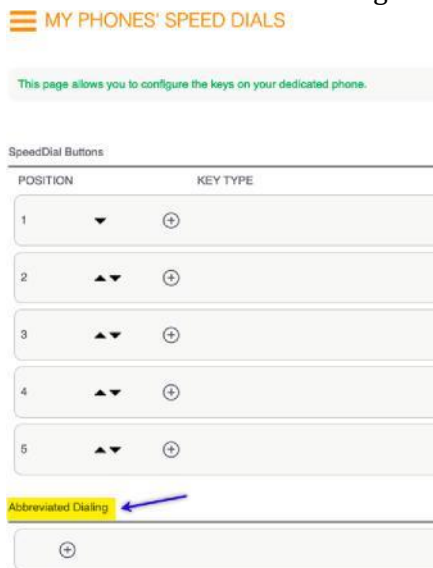 MY PHONES' SPEED DIALS
This page allows you to configure the keys on your dedicated phone.
SpeedDial Buttons
POSITION KEY TYPE
1
2
3
4
5
Abbreviated Dialing